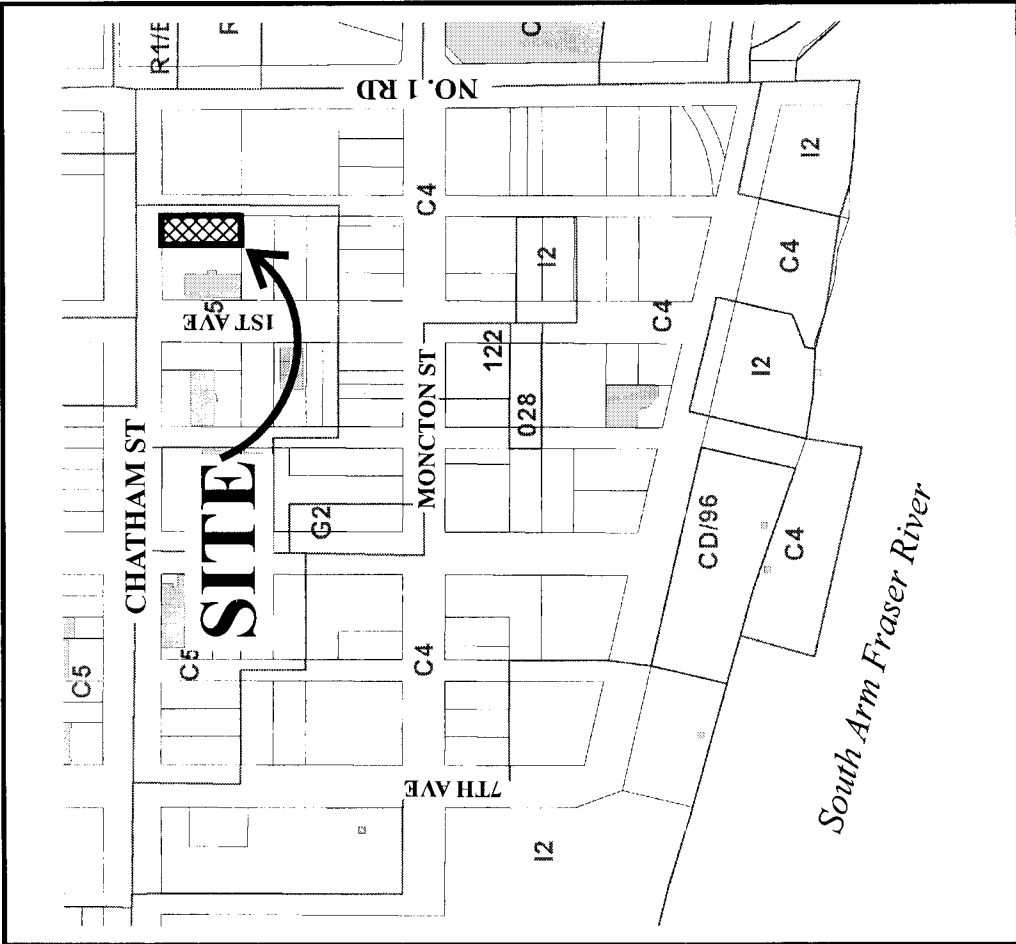 C5
CHATHAM ST
R1/E
C5
5
SITE
1ST AVE
R
G2
NO. 1 RD
C4
MONCTON ST
C4
7TH AVE
122
028
C
I2
I2
C4
CD/96
I2
C4
C4
I2
South Arm Fraser River